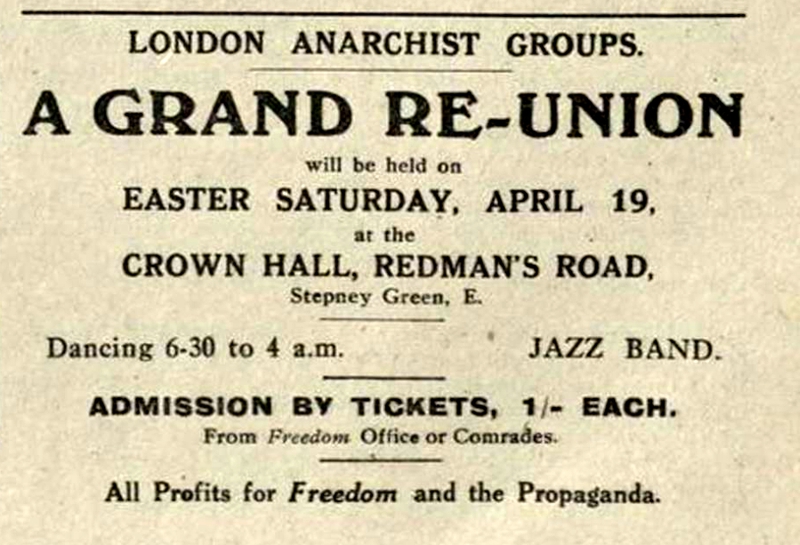 LONDON ANARCHIST GROUPS.
A GRAND RE-UNION
will be held on
EASTER SATURDAY, APRIL 19,
at the
CROWN HALL, REDMAN'S ROAD,
Stepney Green, E.
Dancing 6-30 to 4 a.m. JAZZ BAND.
ADMISSION BY TICKETS, 1/- EACH.
From Freedom Office or Comrades.
All Profits for Freedom and the Propaganda.